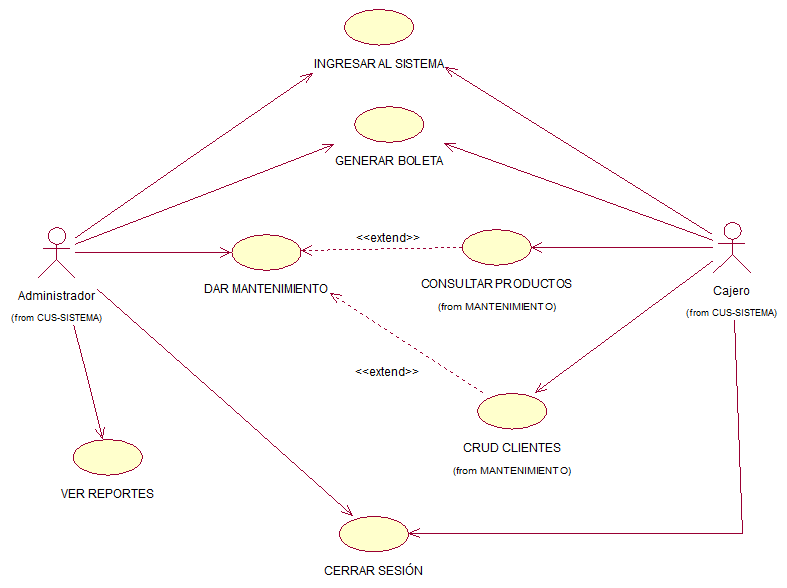 INGRESAR AL SISTEMA
GENERAR BOLETA
<<extend>>
DAR MANTENIMIENTO
CONSULTAR PRODUCTOS
(from MANTENIMIENTO)
Administrador
(from CUS-SISTEMA)
Cajero
(from CUS-SISTEMA)
<<extend>>
CRUD CLIENTES
(from MANTENIMIENTO)
VER REPORTES
CERRAR SESIÓN